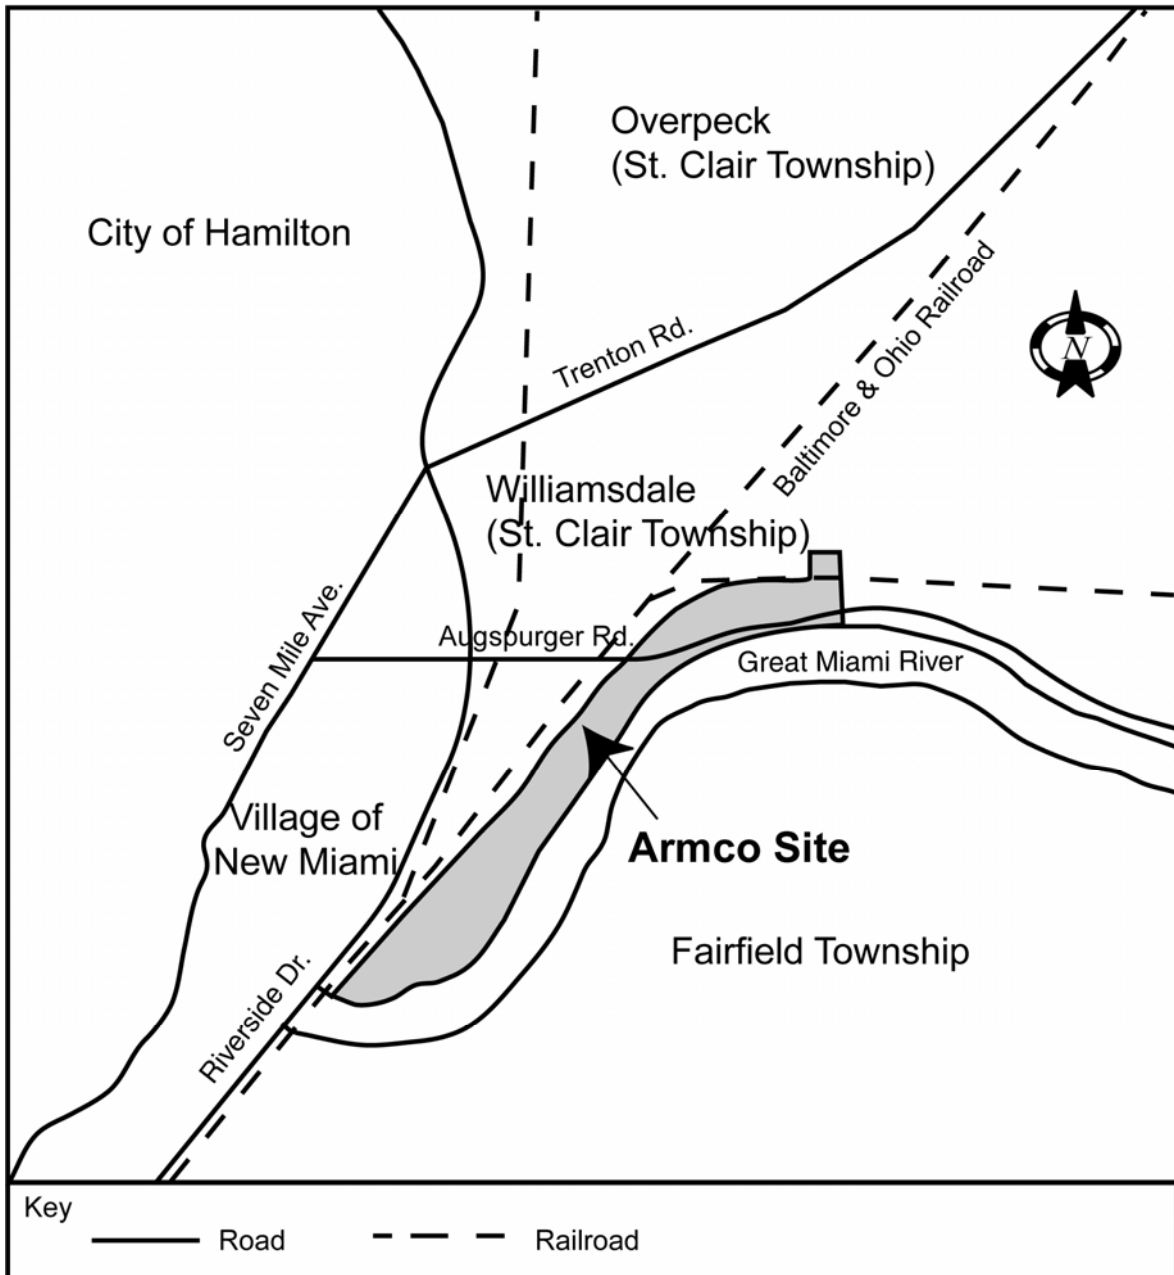 Overpeck
(St. Clair Township)
City of Hamilton
Baltimore & Ohio Railroad
Trenton Rd.
N
Williamsdale
(St. Clair Township)
Seven Mile Ave.
Augspurger Rd.
Great Miami River
Village of
New Miami
Armco Site
Fairfield Township
Riverside Dr.
Key
Road
Railroad